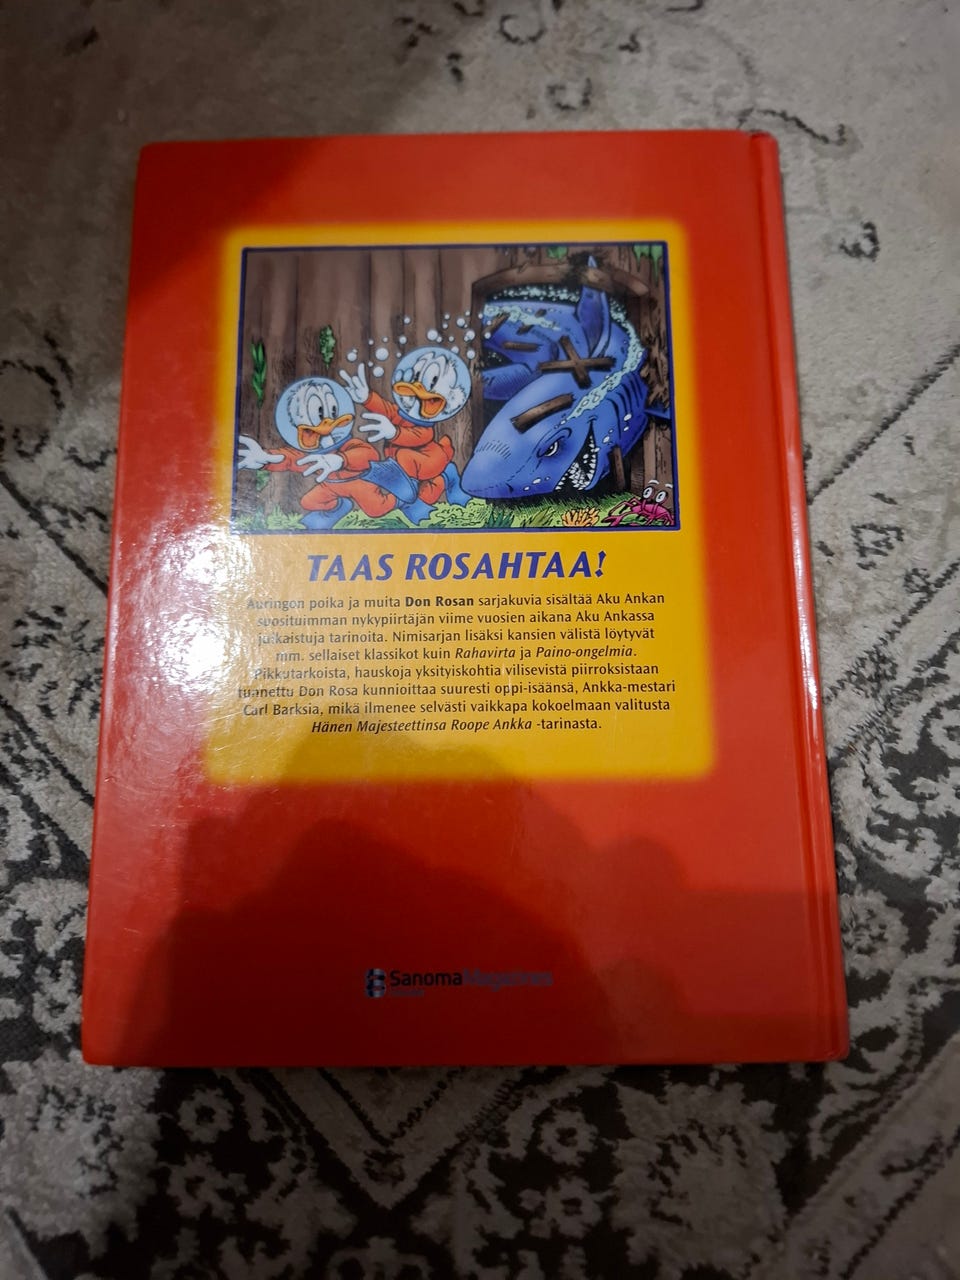 TAAS ROSAHTAA!
Auringon poika ja muita Don Rosan sarjakuvia sisältää Aku Ankan
suosituimman nykypiirtäjän viime vuosien aikana Aku Ankassa
julkaistuja tarinoita. Nimisarjan lisäksi kansien välistä löytyvät
mm. sellaiset klassikot kuin Rahavirta ja Paino-ongelmia.
Pikkutarkoista, hauskoja yksityiskohtia vilisevistä piirroksistaan
tunnettu Don Rosa kunnioittaa suuresti oppi-isäänsä, Ankka-mestari
Carl Barksia, mikä ilmenee selvästi vaikkapa kokoelmaan valitusta
Hänen Majesteettinsa Roope Ankka -tarinasta.
SanomaMagazines